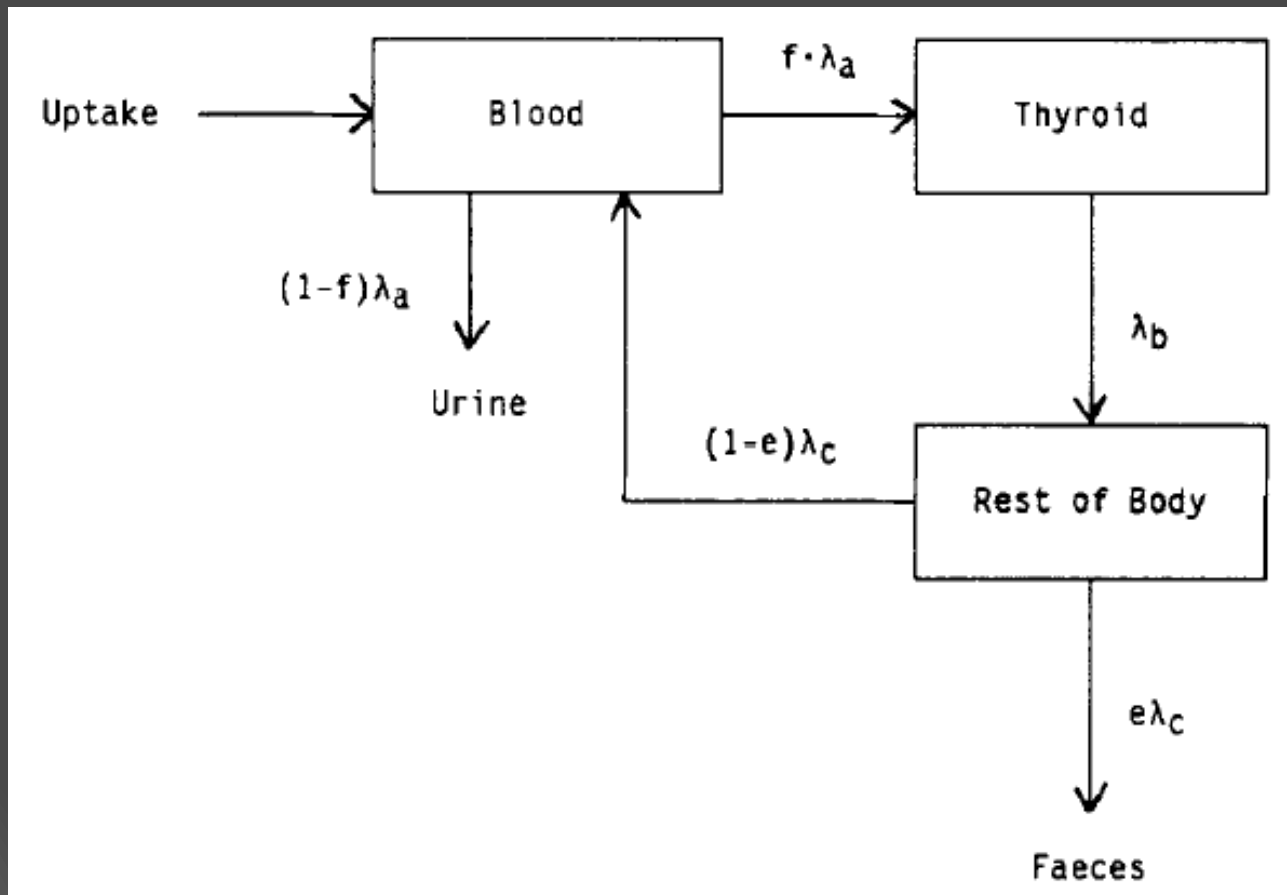 f·λa
Uptake
Blood
Thyroid
(1-f)λa
λb
Urine
(1-e)λc
Rest of Body
eλc
Faeces